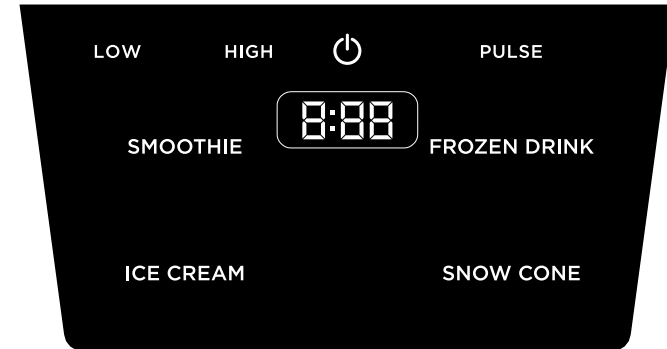 LOW HIGH PULSE
8:88
SMOOTHIE FROZEN DRINK
ICE CREAM SNOW CONE